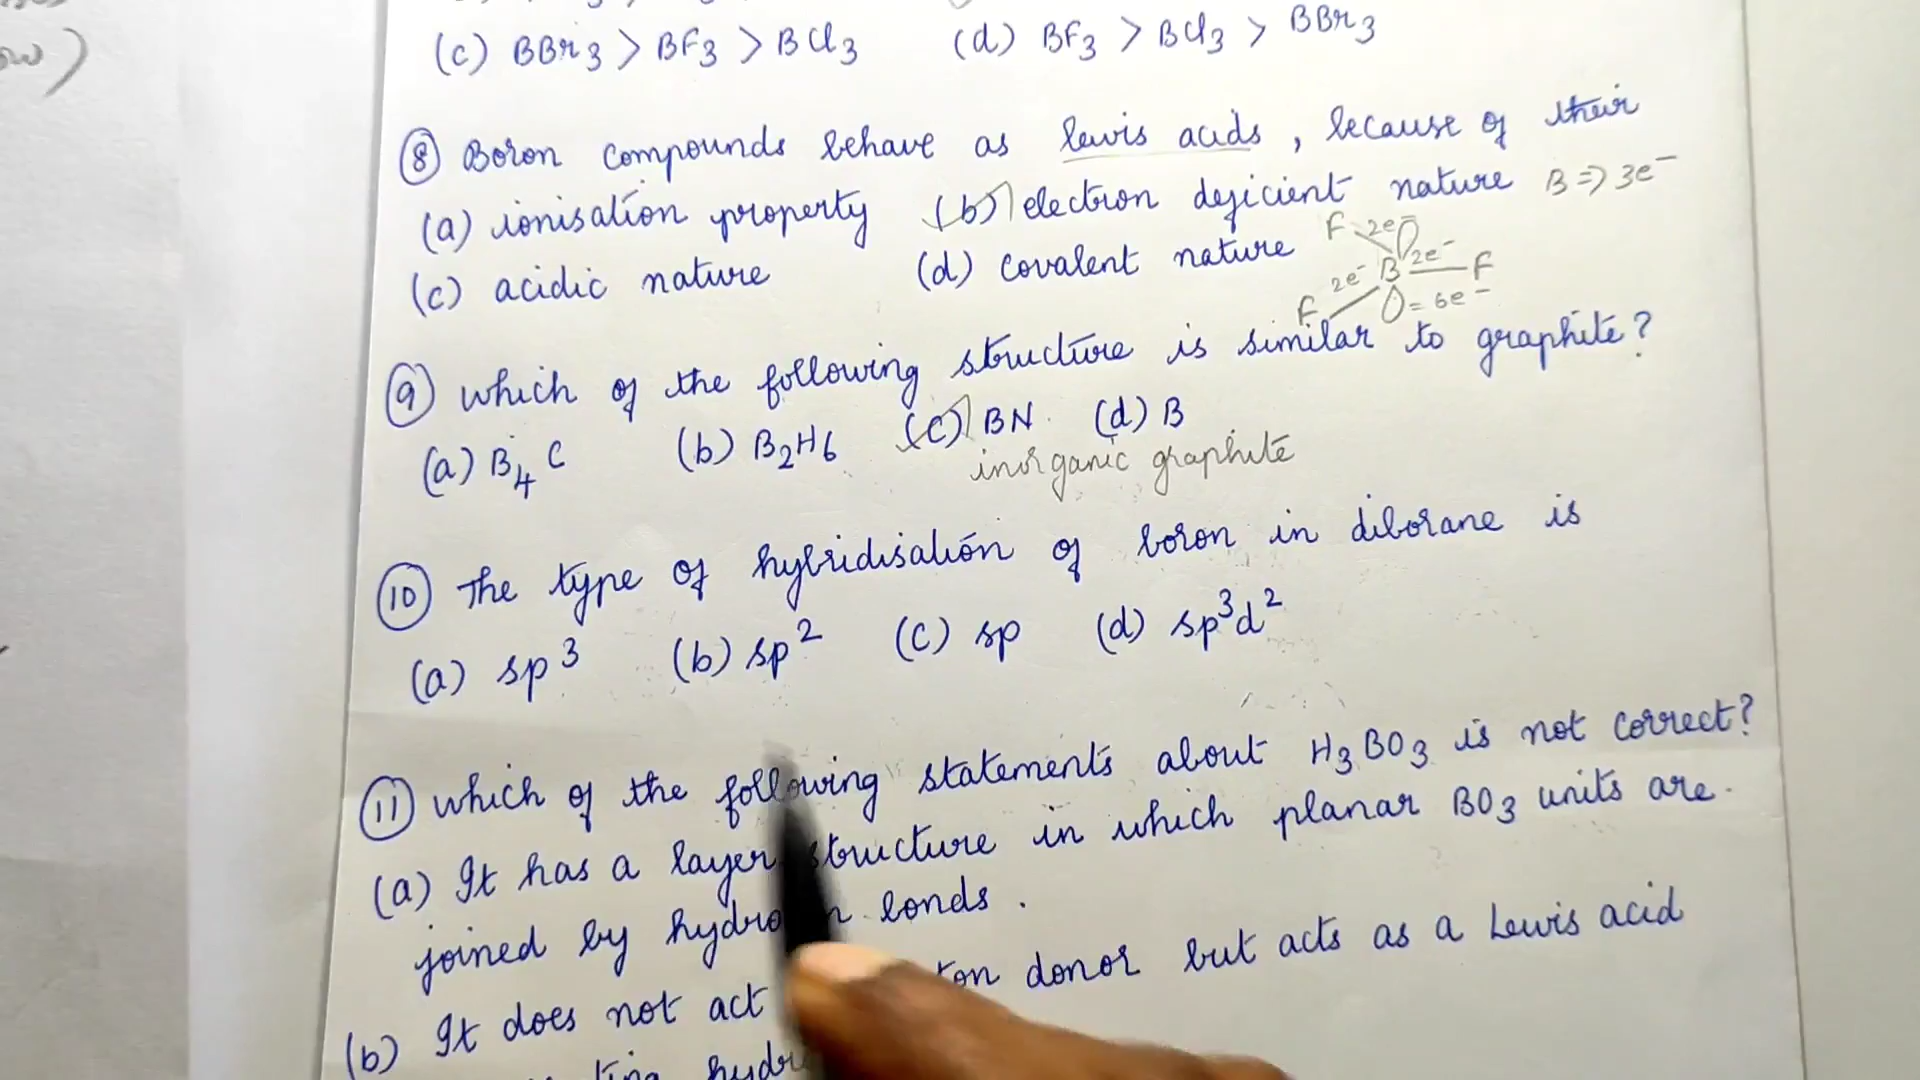 (c) BBr3 > BF3 > BCl3 (d) BF3 > BCl3 > BBr3
(8) Boron compounds behave as lewis acids, because of their
(a) ionisation property (b) electron deficient nature B => 3e-
(c) acidic nature (d) covalent nature
F 2e-
2e- B 2e- F
F = 6e-
(9) which of the following structure is similar to graphite?
(a) B4C (b) B2H6 (c) BN (d) B
inorganic graphite
(10) The type of hybridisation of boron in diborane is
(a) sp3 (b) sp2 (c) sp (d) sp3d2
(11) which of the following statements about H3BO3 is not correct?
(a) It has a layer structure in which planar BO3 units are
joined by bonds.
(b) It does not act donor but acts as a Lewis acid